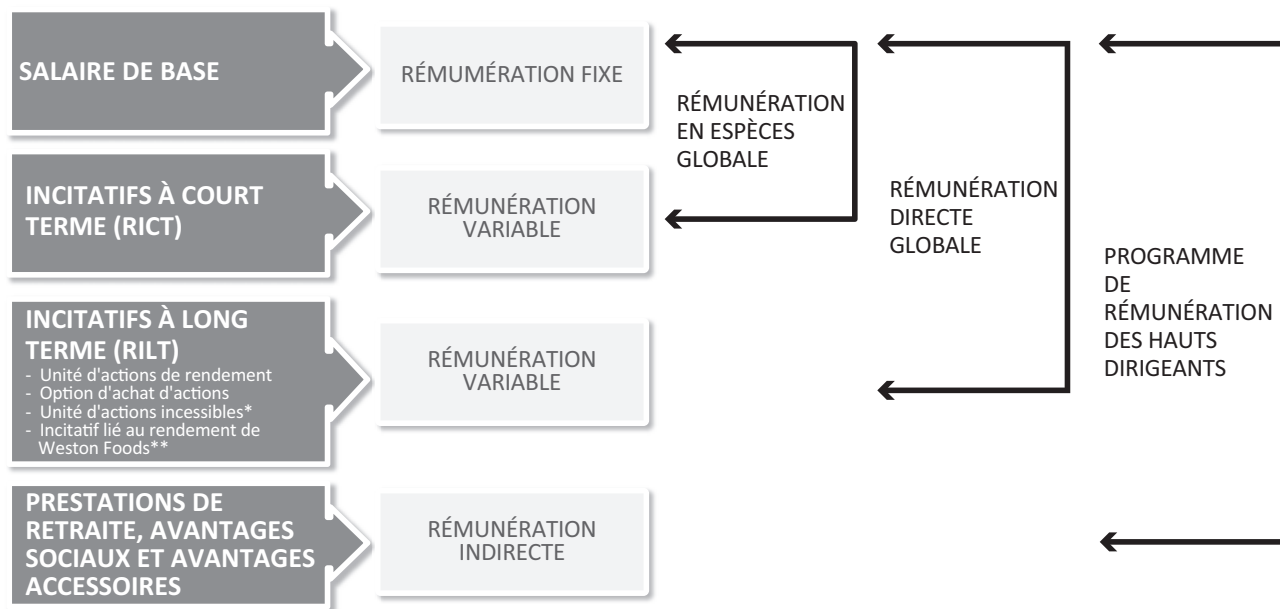 SALAIRE DE BASE
RÉMUMÉRATION FIXE
RÉMUNÉRATION
EN ESPÈCES
GLOBALE
INCITATIFS À COURT
TERME (RICT)
RÉMUNÉRATION
VARIABLE
RÉMUNÉRATION
DIRECTE
GLOBALE
PROGRAMME
DE
RÉMUNÉRATION
DES HAUTS
DIRIGEANTS
INCITATIFS À LONG
TERME (RILT)
- Unité d'actions de rendement
- Option d'achat d'actions
- Unité d'actions incessibles*
- Incitatif lié au rendement de
Weston Foods**
RÉMUNÉRATION
VARIABLE
PRESTATIONS DE
RETRAITE, AVANTAGES
SOCIAUX ET AVANTAGES
ACCESSOIRES
RÉMUNÉRATION
INDIRECTE